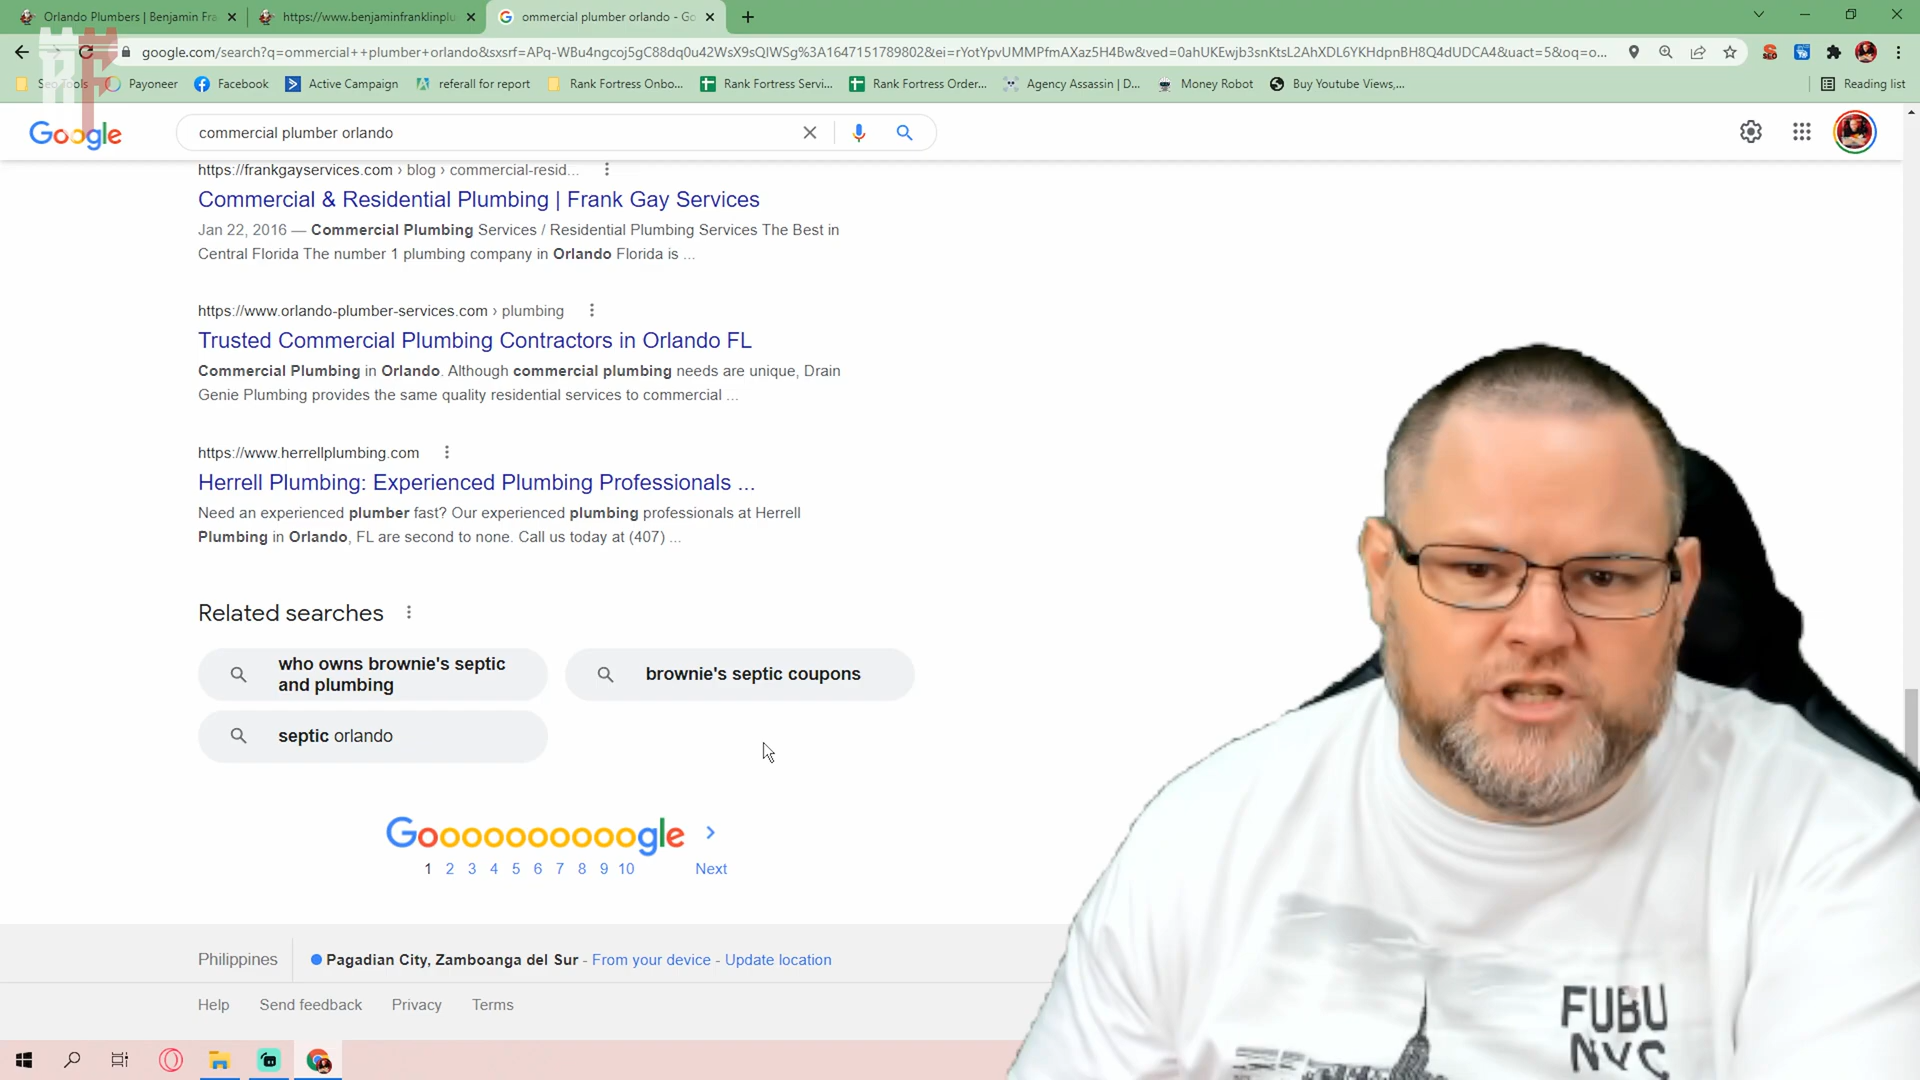 Orlando Plumbers | Benjamin Fra
https://www.benjaminfranklinplu
ommercial plumber orlando - Go
google.com/search?q=ommercial++plumber+orlando&sxsrf=APq-WBu4ngcoj5gC88dq0u42WsX9sQIWSg%3A1647151789802&ei=rYotYpvUMMPfmAXaz5H4Bw&ved=0ahUKEwjb3snKtsL2AhXDL6YKHdpnBH8Q4dUDCA4&uact=5&oq=o...
Seo Tools
Payoneer
Facebook
Active Campaign
referall for report
Rank Fortress Onbo...
Rank Fortress Servi...
Rank Fortress Order...
Agency Assassin | D...
Money Robot
Buy Youtube Views,...
Reading list
Google
commercial plumber orlando
https://frankgayservices.com › blog › commercial-resid...
Commercial & Residential Plumbing | Frank Gay Services
Jan 22, 2016 — Commercial Plumbing Services / Residential Plumbing Services The Best in
Central Florida The number 1 plumbing company in Orlando Florida is ...
https://www.orlando-plumber-services.com › plumbing
Trusted Commercial Plumbing Contractors in Orlando FL
Commercial Plumbing in Orlando. Although commercial plumbing needs are unique, Drain
Genie Plumbing provides the same quality residential services to commercial ...
https://www.herrellplumbing.com
Herrell Plumbing: Experienced Plumbing Professionals ...
Need an experienced plumber fast? Our experienced plumbing professionals at Herrell
Plumbing in Orlando, FL are second to none. Call us today at (407) ...
Related searches
who owns brownie's septic
and plumbing
brownie's septic coupons
septic orlando
Goooooooooogle
1 2 3 4 5 6 7 8 9 10 Next
Philippines
Pagadian City, Zamboanga del Sur - From your device - Update location
Help Send feedback Privacy Terms
FUBU
NYC